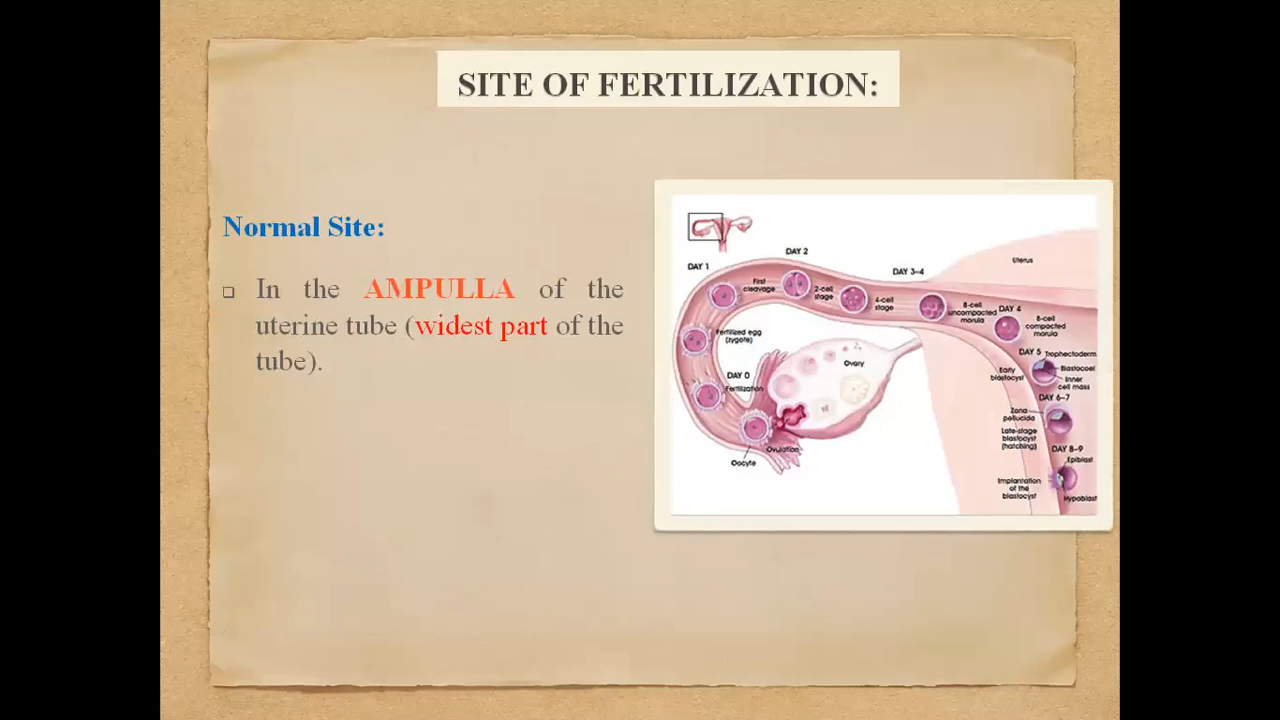 SITE OF FERTILIZATION:
Normal Site:
In the AMPULLA of the
uterine tube (widest part of the
tube).
DAY 1
DAY 2
DAY 3–4
Uterus
First
cleavage
2-cell
stage
4-cell
stage
8-cell
uncompacted
morula
DAY 4
8-cell
compacted
morula
Fertilized egg
(zygote)
DAY 0
Fertilization
Ovary
DAY 5
Trophectoderm
Early
blastocyst
Blastocoel
Inner
cell mass
DAY 6–7
Zona
pellucida
Late-stage
blastocyst
(hatching)
DAY 8–9
Epiblast
Ovulation
Oocyte
Implantation
of the
blastocyst
Hypoblast